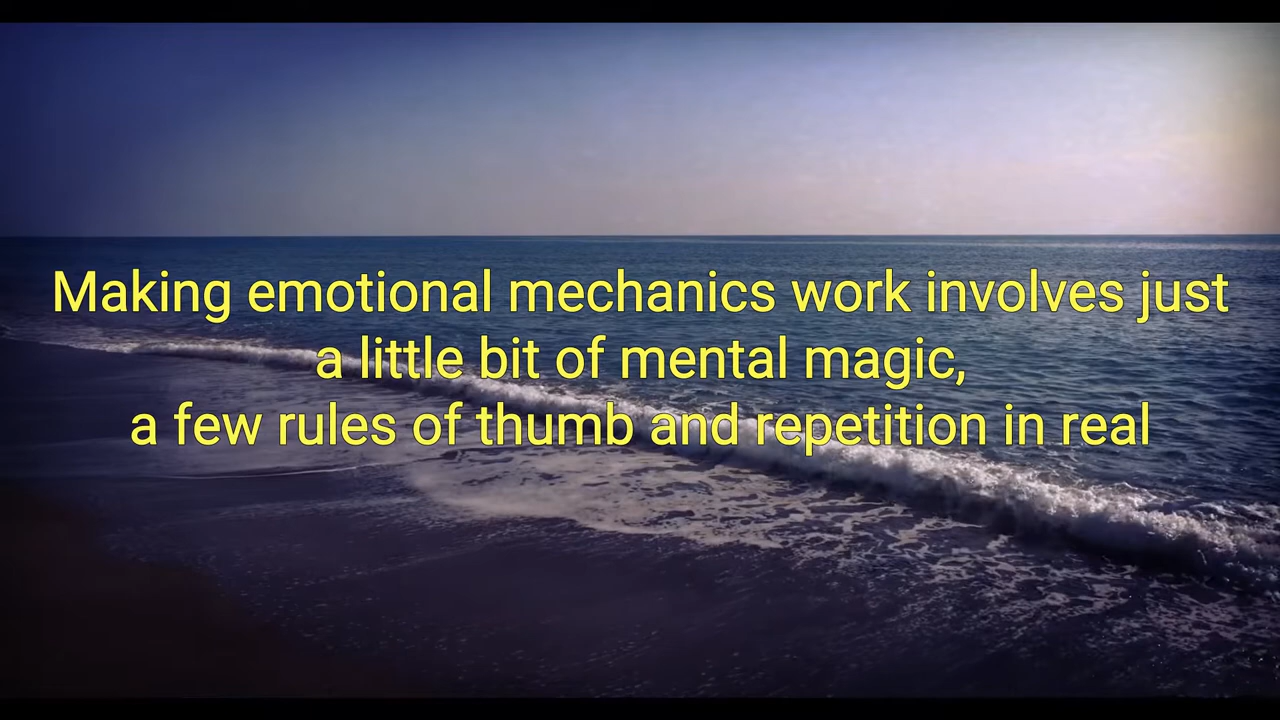 Making emotional mechanics work involves just
a little bit of mental magic,
a few rules of thumb and repetition in real